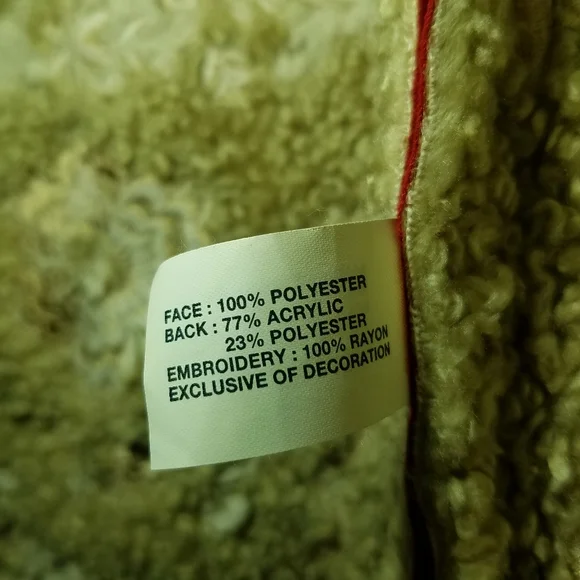 FACE : 100% POLYESTER
BACK : 77% ACRYLIC
23% POLYESTER
EMBROIDERY : 100% RAYON
EXCLUSIVE OF DECORATION